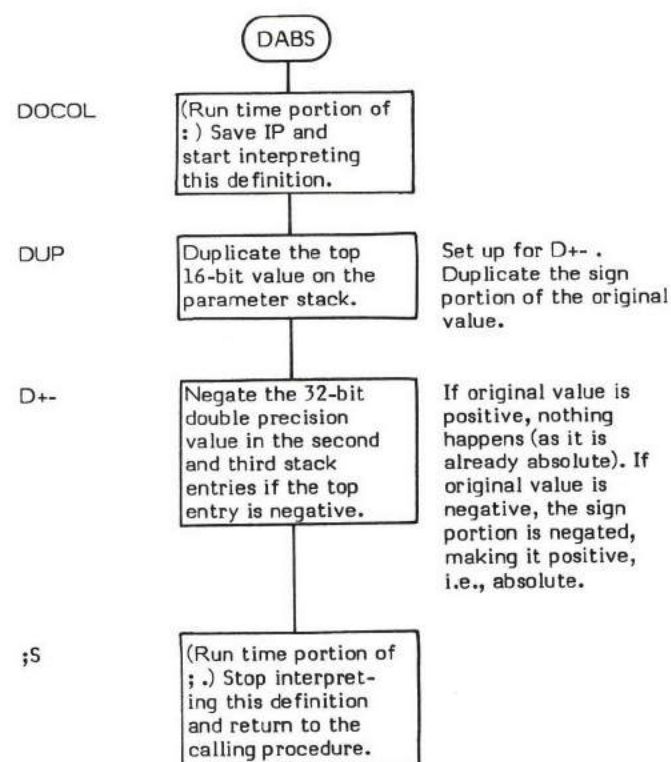 DABS
DOCOL
(Run time portion of
: ) Save IP and
start interpreting
this definition.
DUP
Duplicate the top
16-bit value on the
parameter stack.
Set up for D+- .
Duplicate the sign
portion of the original
value.
D+-
Negate the 32-bit
double precision
value in the second
and third stack
entries if the top
entry is negative.
If original value is
positive, nothing
happens (as it is
already absolute). If
original value is
negative, the sign
portion is negated,
making it positive,
i.e., absolute.
;S
(Run time portion of
; .) Stop interpret-
ing this definition
and return to the
calling procedure.